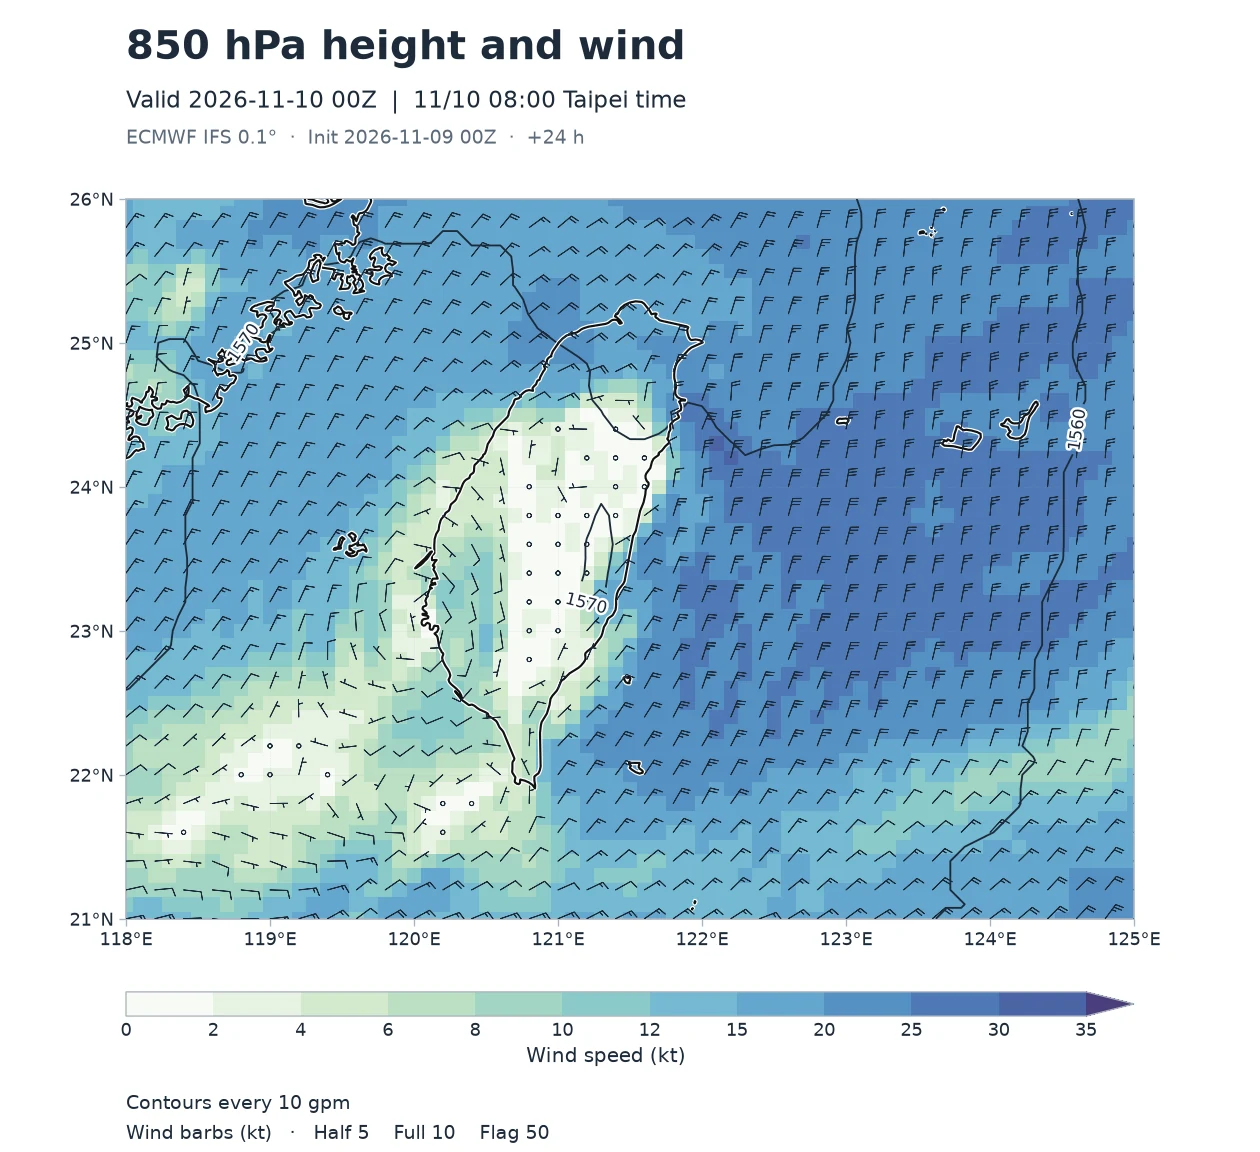 850 hPa height and wind
Valid 2026-11-10 00Z | 11/10 08:00 Taipei time
ECMWF IFS 0.1° · Init 2026-11-09 00Z · +24 h
26°N
25°N
24°N
23°N
22°N
21°N
1570
1570
1560
118°E 119°E 120°E 121°E 122°E 123°E 124°E 125°E
0 2 4 6 8 10 12 15 20 25 30 35
Wind speed (kt)
Contours every 10 gpm
Wind barbs (kt) · Half 5 Full 10 Flag 50